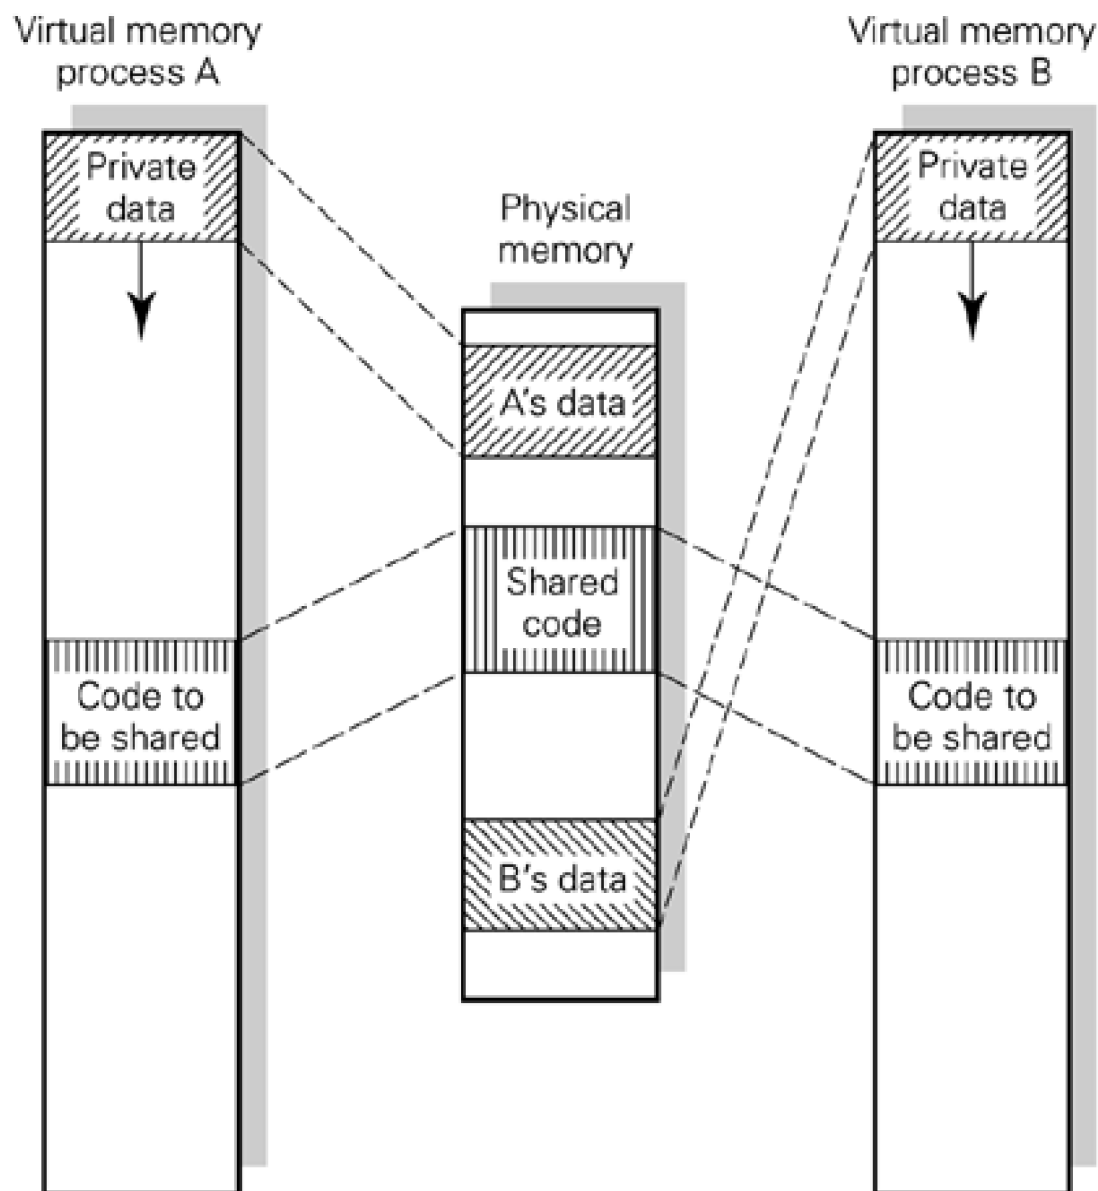 Virtual memory
process A
Virtual memory
process B
Private
data
Private
data
Physical
memory
A's data
Shared
code
Code to
be shared
Code to
be shared
B's data